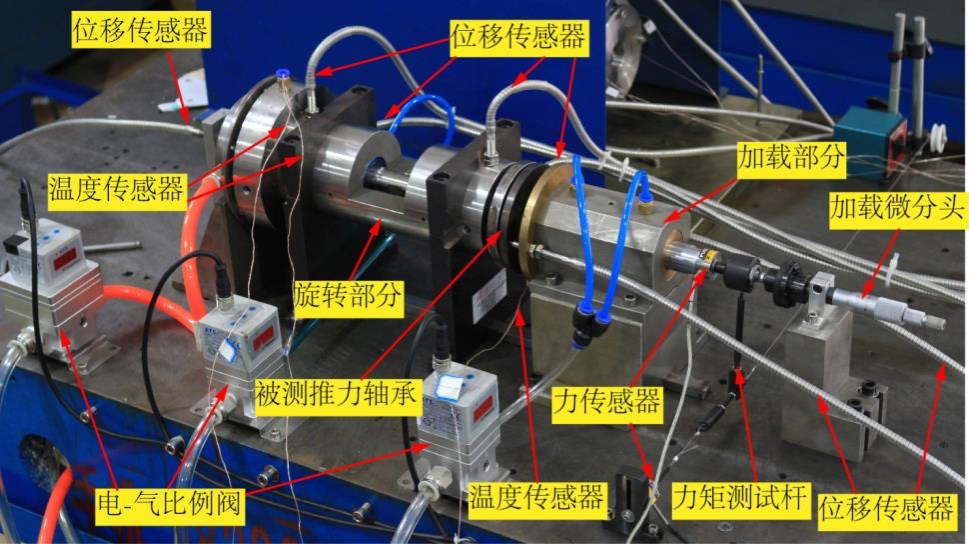 位移传感器
位移传感器
温度传感器
加载部分
加载微分头
旋转部分
被测推力轴承
力传感器
电-气比例阀
温度传感器
力矩测试杆
位移传感器